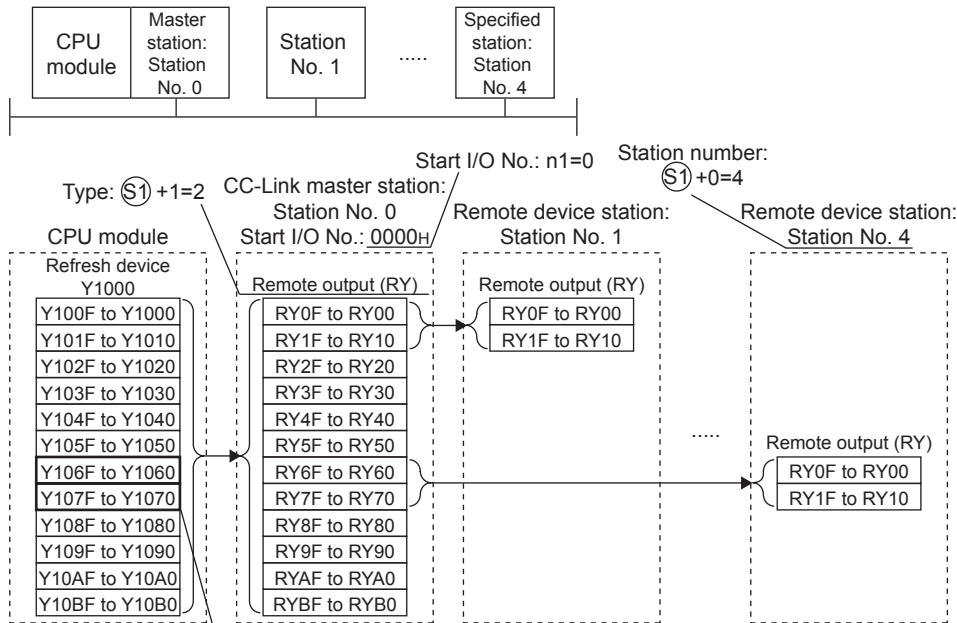 CPU
module
Master
station:
Station
No. 0
Station
No. 1
.....
Specified
station:
Station
No. 4
Start I/O No.: n1=0
Station number:
S1 +0=4
Type: S1 +1=2
CC-Link master station:
Station No. 0
Start I/O No.: 0000H
Remote device station:
Station No. 1
Remote device station:
Station No. 4
CPU module
Refresh device
Y1000
Y100F to Y1000
Y101F to Y1010
Y102F to Y1020
Y103F to Y1030
Y104F to Y1040
Y105F to Y1050
Y106F to Y1060
Y107F to Y1070
Y108F to Y1080
Y109F to Y1090
Y10AF to Y10A0
Y10BF to Y10B0
Remote output (RY)
RY0F to RY00
RY1F to RY10
RY2F to RY20
RY3F to RY30
RY4F to RY40
RY5F to RY50
RY6F to RY60
RY7F to RY70
RY8F to RY80
RY9F to RY90
RYAF to RYA0
RYBF to RYB0
Remote output (RY)
RY0F to RY00
RY1F to RY10
.....
Remote output (RY)
RY0F to RY00
RY1F to RY10